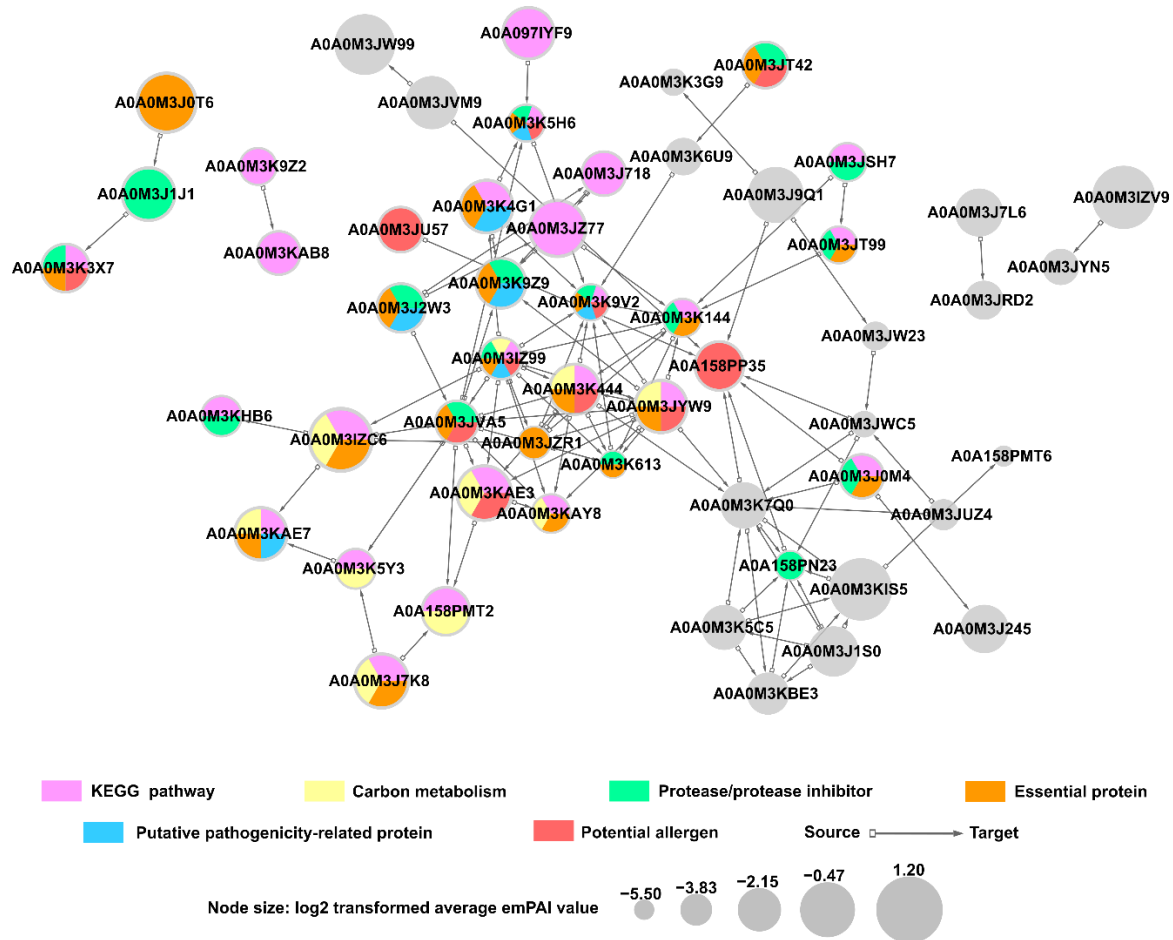 A0A0M3JW99
A0A097IYF9
A0A0M3JT42
A0A0M3K3G9
A0A0M3J0T6
A0A0M3JVM9
A0A0M3K5H6
A0A0M3K6U9
A0A0M3JSH7
A0A0M3K9Z2
A0A0M3J718
A0A0M3J1J1
A0A0M3J9Q1
A0A0M3IZV9
A0A0M3K4G1
A0A0M3J7L6
A0A0M3JU57
A0A0M3JZ77
A0A0M3KAB8
A0A0M3JT99
A0A0M3K3X7
A0A0M3JYN5
A0A0M3K9Z9
A0A0M3JRD2
A0A0M3J2W3
A0A0M3K9V2
A0A0M3K144
A0A0M3JW23
A0A0M3IZ99
A0A158PP35
A0A0M3K444
A0A0M3JYW9
A0A0M3KHB6
A0A0M3JVA5
A0A0M3JWC5
A0A0M3IZC6
A0A0M3JZR1
A0A158PMT6
A0A0M3K613
A0A0M3J0M4
A0A0M3KAE3
A0A0M3K7Q0
A0A0M3KAY8
A0A0M3JUZ4
A0A0M3KAE7
A0A158PN23
A0A0M3K5Y3
A0A0M3KIS5
A0A158PMT2
A0A0M3K5C5
A0A0M3J245
A0A0M3J1S0
A0A0M3J7K8
A0A0M3KBE3
KEGG pathway
Carbon metabolism
Protease/protease inhibitor
Essential protein
Putative pathogenicity-related protein
Potential allergen
Source
Target
−5.50
−3.83
−2.15
−0.47
1.20
Node size: log2 transformed average emPAI value